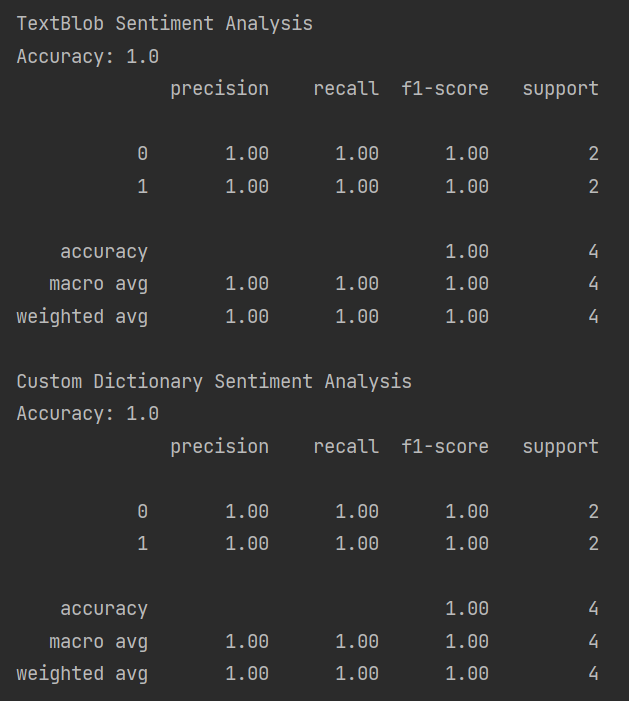 TextBlob Sentiment Analysis
Accuracy: 1.0
              precision    recall  f1-score   support

           0       1.00      1.00      1.00         2
           1       1.00      1.00      1.00         2

    accuracy                           1.00         4
   macro avg       1.00      1.00      1.00         4
weighted avg       1.00      1.00      1.00         4

Custom Dictionary Sentiment Analysis
Accuracy: 1.0
              precision    recall  f1-score   support

           0       1.00      1.00      1.00         2
           1       1.00      1.00      1.00         2

    accuracy                           1.00         4
   macro avg       1.00      1.00      1.00         4
weighted avg       1.00      1.00      1.00         4